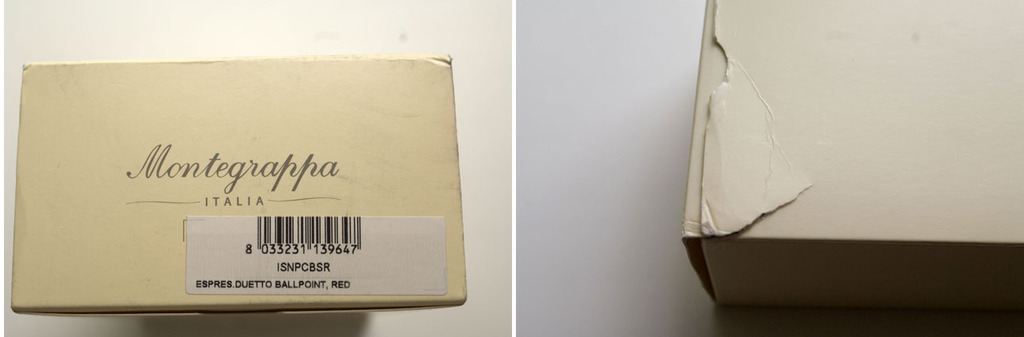 Montegrappa
ITALIA
8 033231 139647
ISNPCBSR
ESPRES.DUETTO BALLPOINT, RED